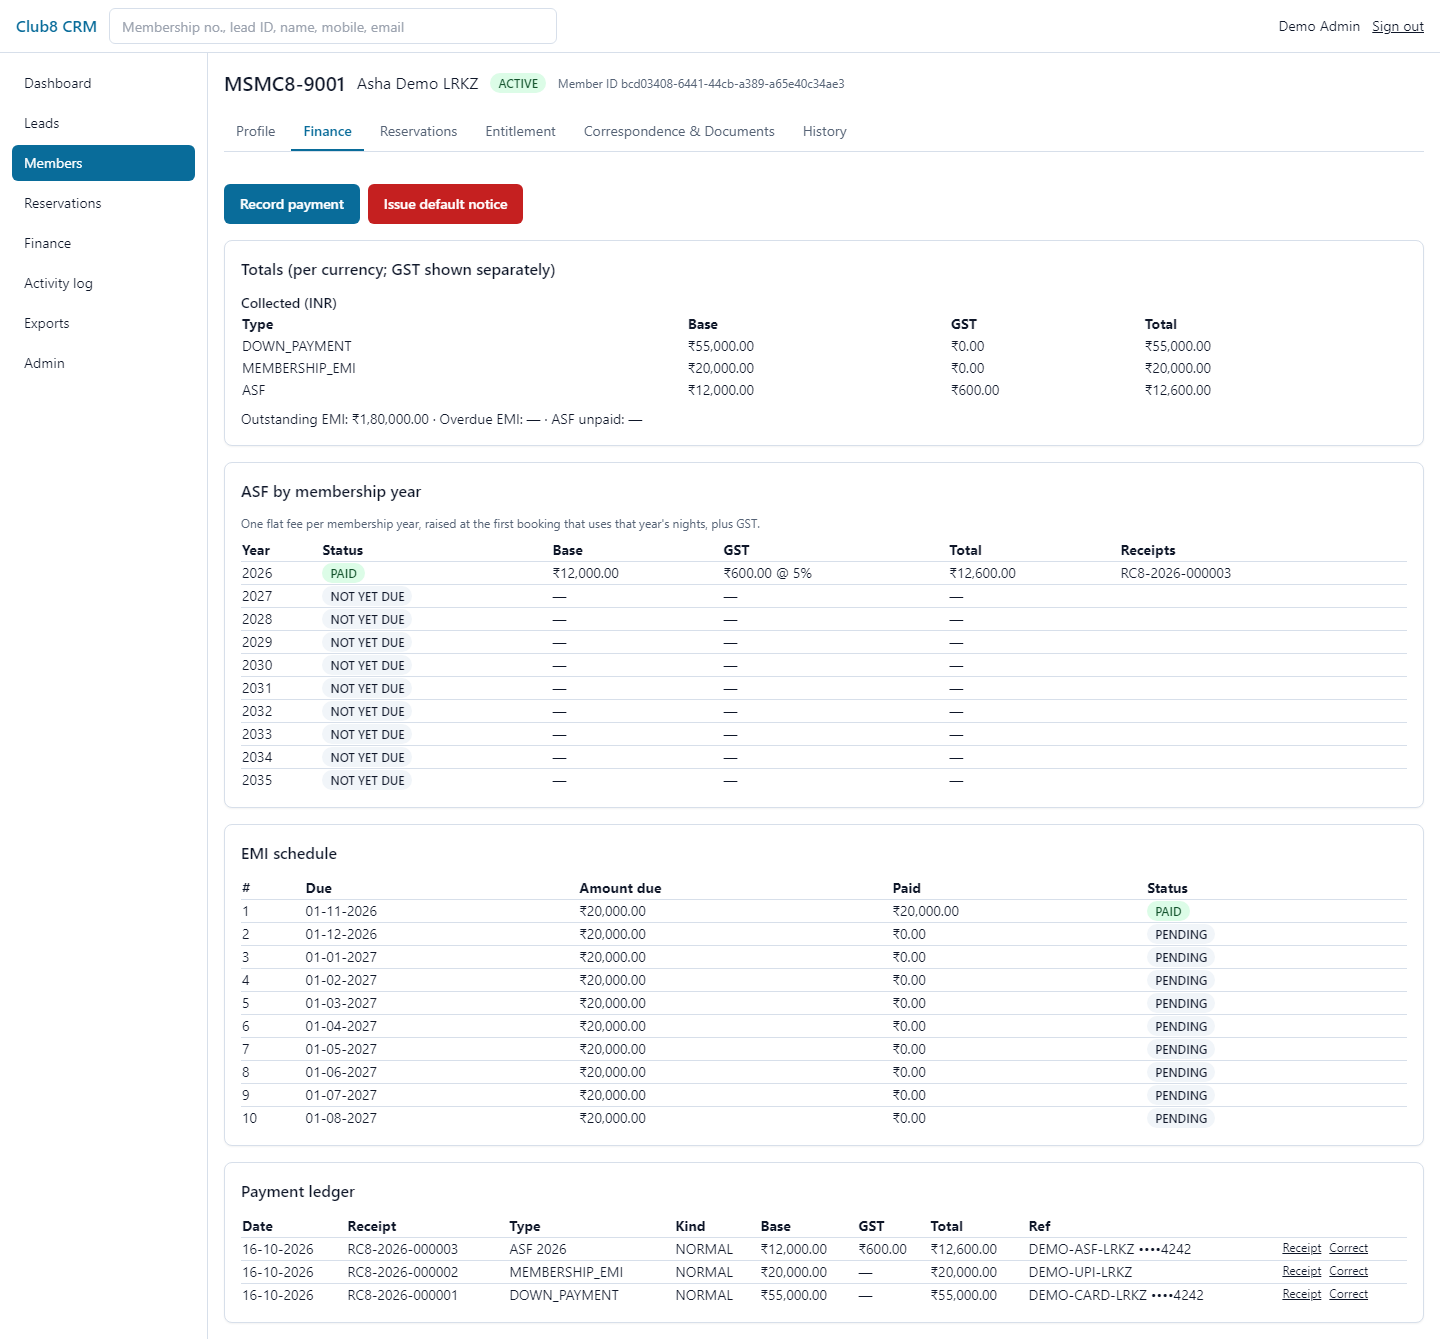 Club8 CRM Membership no., lead ID, name, mobile, email Demo Admin Sign out
Dashboard
Leads
Members
Reservations
Finance
Activity log
Exports
Admin
MSMC8-9001 Asha Demo LRKZ ACTIVE Member ID bcd03408-6441-44cb-a389-a65e40c34ae3
Profile Finance Reservations Entitlement Correspondence & Documents History
Record payment Issue default notice
Totals (per currency; GST shown separately)
Collected (INR)
Type Base GST Total
DOWN_PAYMENT ₹55,000.00 ₹0.00 ₹55,000.00
MEMBERSHIP_EMI ₹20,000.00 ₹0.00 ₹20,000.00
ASF ₹12,000.00 ₹600.00 ₹12,600.00
Outstanding EMI: ₹1,80,000.00 · Overdue EMI: — · ASF unpaid: —
ASF by membership year
One flat fee per membership year, raised at the first booking that uses that year's nights, plus GST.
Year Status Base GST Total Receipts
2026 PAID ₹12,000.00 ₹600.00 @ 5% ₹12,600.00 RC8-2026-000003
2027 NOT YET DUE — — —
2028 NOT YET DUE — — —
2029 NOT YET DUE — — —
2030 NOT YET DUE — — —
2031 NOT YET DUE — — —
2032 NOT YET DUE — — —
2033 NOT YET DUE — — —
2034 NOT YET DUE — — —
2035 NOT YET DUE — — —
EMI schedule
# Due Amount due Paid Status
1 01-11-2026 ₹20,000.00 ₹20,000.00 PAID
2 01-12-2026 ₹20,000.00 ₹0.00 PENDING
3 01-01-2027 ₹20,000.00 ₹0.00 PENDING
4 01-02-2027 ₹20,000.00 ₹0.00 PENDING
5 01-03-2027 ₹20,000.00 ₹0.00 PENDING
6 01-04-2027 ₹20,000.00 ₹0.00 PENDING
7 01-05-2027 ₹20,000.00 ₹0.00 PENDING
8 01-06-2027 ₹20,000.00 ₹0.00 PENDING
9 01-07-2027 ₹20,000.00 ₹0.00 PENDING
10 01-08-2027 ₹20,000.00 ₹0.00 PENDING
Payment ledger
Date Receipt Type Kind Base GST Total Ref
16-10-2026 RC8-2026-000003 ASF 2026 NORMAL ₹12,000.00 ₹600.00 ₹12,600.00 DEMO-ASF-LRKZ ••••4242 Receipt Correct
16-10-2026 RC8-2026-000002 MEMBERSHIP_EMI NORMAL ₹20,000.00 — ₹20,000.00 DEMO-UPI-LRKZ Receipt Correct
16-10-2026 RC8-2026-000001 DOWN_PAYMENT NORMAL ₹55,000.00 — ₹55,000.00 DEMO-CARD-LRKZ ••••4242 Receipt Correct